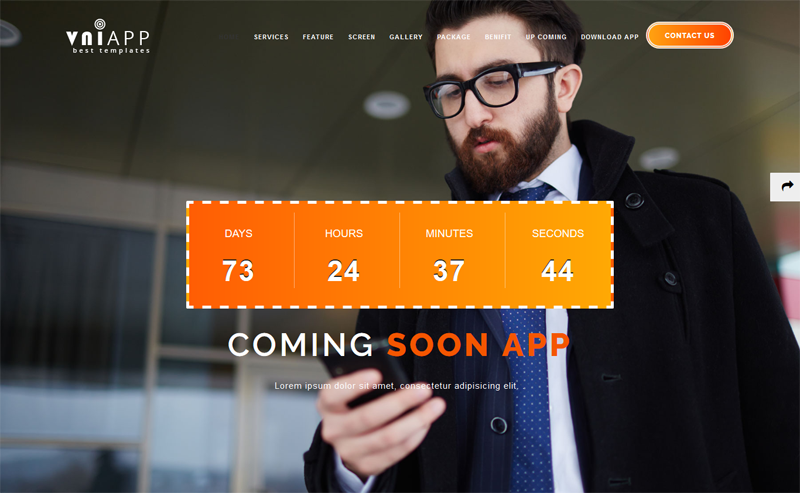 vniAPP
best templates
SERVICES FEATURE SCREEN GALLERY PACKAGE BENIFIT UP COMING DOWNLOAD APP CONTACT US
DAYS HOURS MINUTES SECONDS
73 24 37 44
COMING SOON APP
Lorem ipsum dolor sit amet, consectetur adipisicing elit,